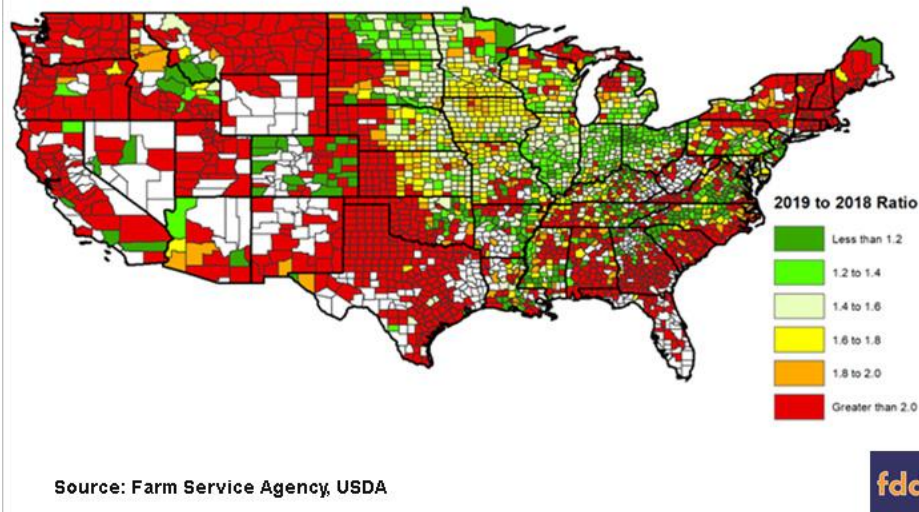 2019 to 2018 Ratio
Less than 1.2
1.2 to 1.4
1.4 to 1.6
1.6 to 1.8
1.8 to 2.0
Greater than 2.0
Source: Farm Service Agency, USDA